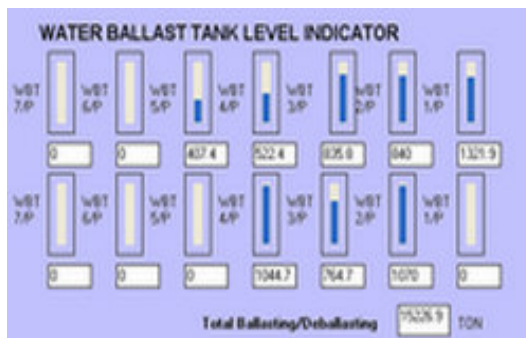 WATER BALLAST TANK LEVEL INDICATOR
WBT 7/P WBT 6/P WBT 5/P WBT 4/P WBT 3/P WBT 2/P WBT 1/P
0 0 407.4 522.4 835.8 840 1321.9
WBT 7/P WBT 6/P WBT 5/P WBT 4/P WBT 3/P WBT 2/P WBT 1/P
0 0 0 1044.7 764.7 1070 0
Total Ballasting/Deballasting 15226.9 TON